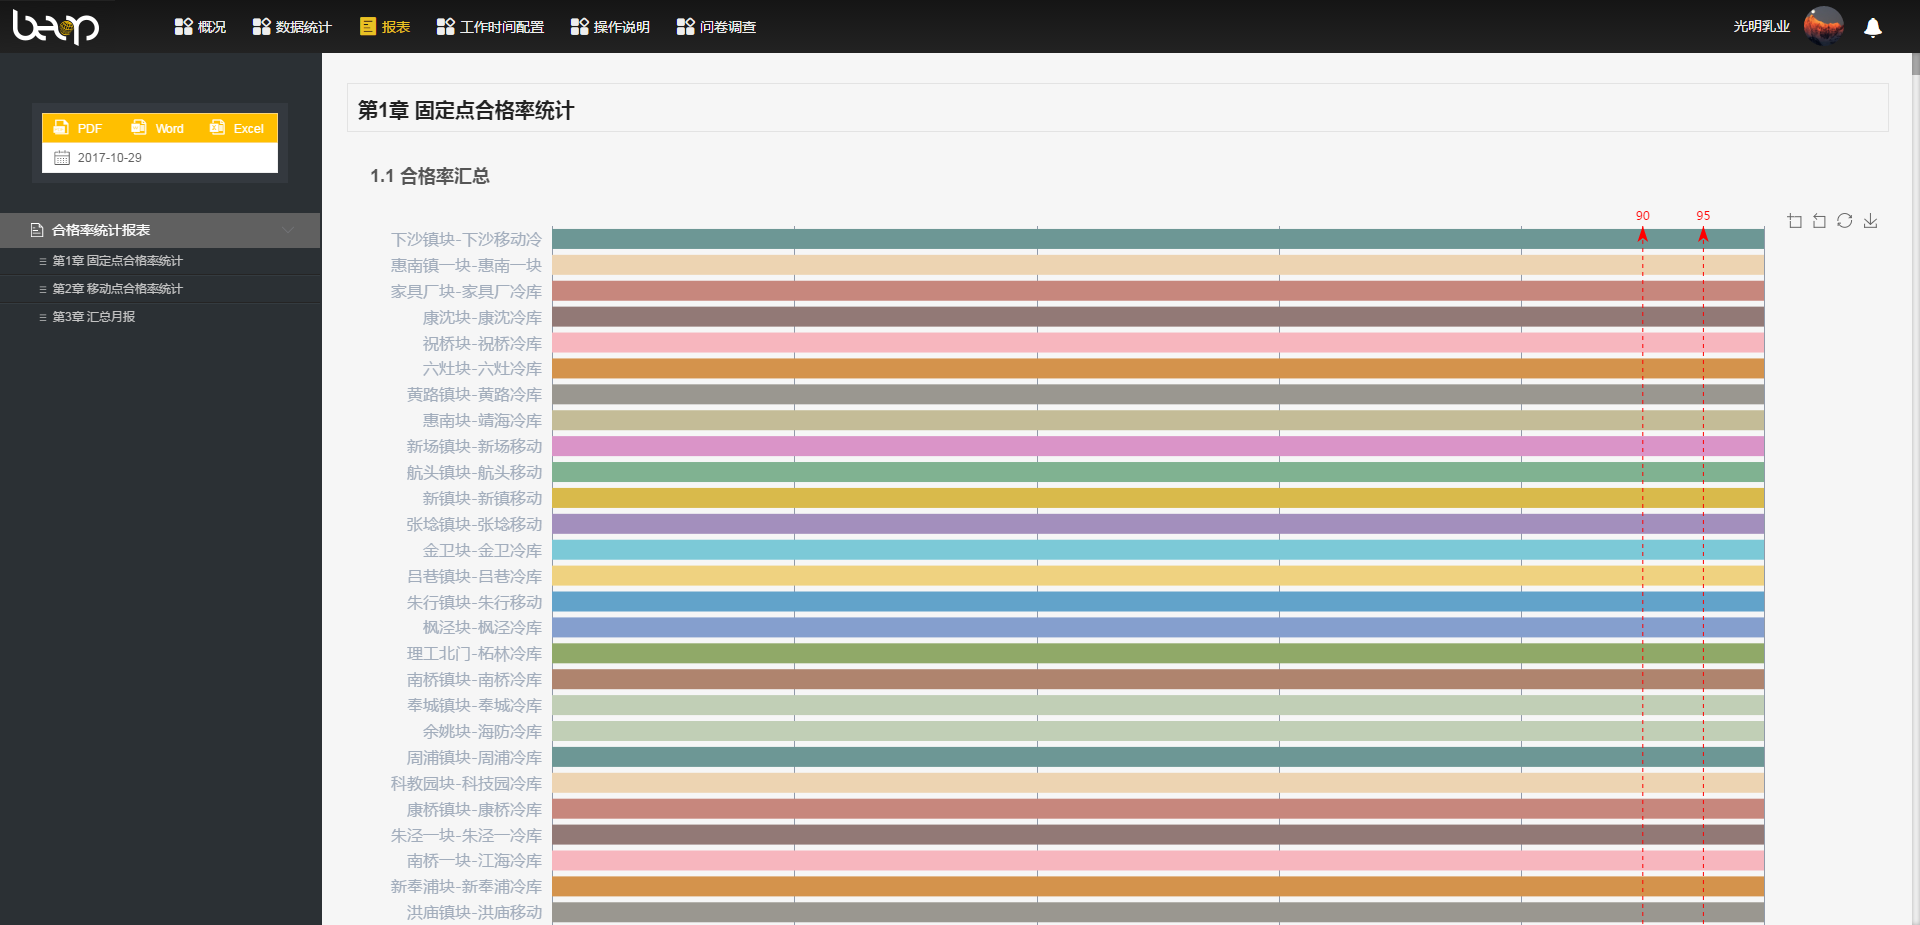 beop
概况
数据统计
报表
工作时间配置
操作说明
问卷调查
光明乳业
PDF
Word
Excel
2017-10-29
合格率统计报表
第1章 固定点合格率统计
第2章 移动点合格率统计
第3章 汇总月报
第1章 固定点合格率统计
1.1 合格率汇总
90
95
下沙镇块-下沙移动冷
惠南镇一块-惠南一块
家具厂块-家具厂冷库
康沈块-康沈冷库
祝桥块-祝桥冷库
六灶块-六灶冷库
黄路镇块-黄路冷库
惠南块-靖海冷库
新场镇块-新场移动
航头镇块-航头移动
新镇块-新镇移动
张埝镇块-张埝移动
金卫块-金卫冷库
吕巷镇块-吕巷冷库
朱行镇块-朱行移动
枫泾块-枫泾冷库
理工北门-柘林冷库
南桥镇块-南桥冷库
奉城镇块-奉城冷库
余姚块-海防冷库
周浦镇块-周浦冷库
科教园块-科技园冷库
康桥镇块-康桥冷库
朱泾一块-朱泾一冷库
南桥一块-江海冷库
新奉浦块-新奉浦冷库
洪庙镇块-洪庙移动